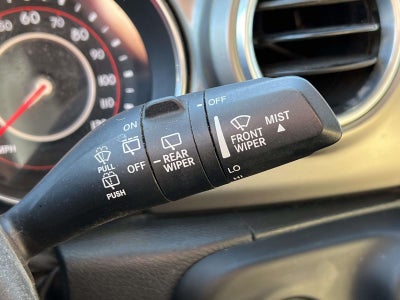 60
70
80
90
100
110
120
MPH
ON
OFF
PULL
PUSH
REAR
WIPER
OFF
FRONT
WIPER
MIST
LO